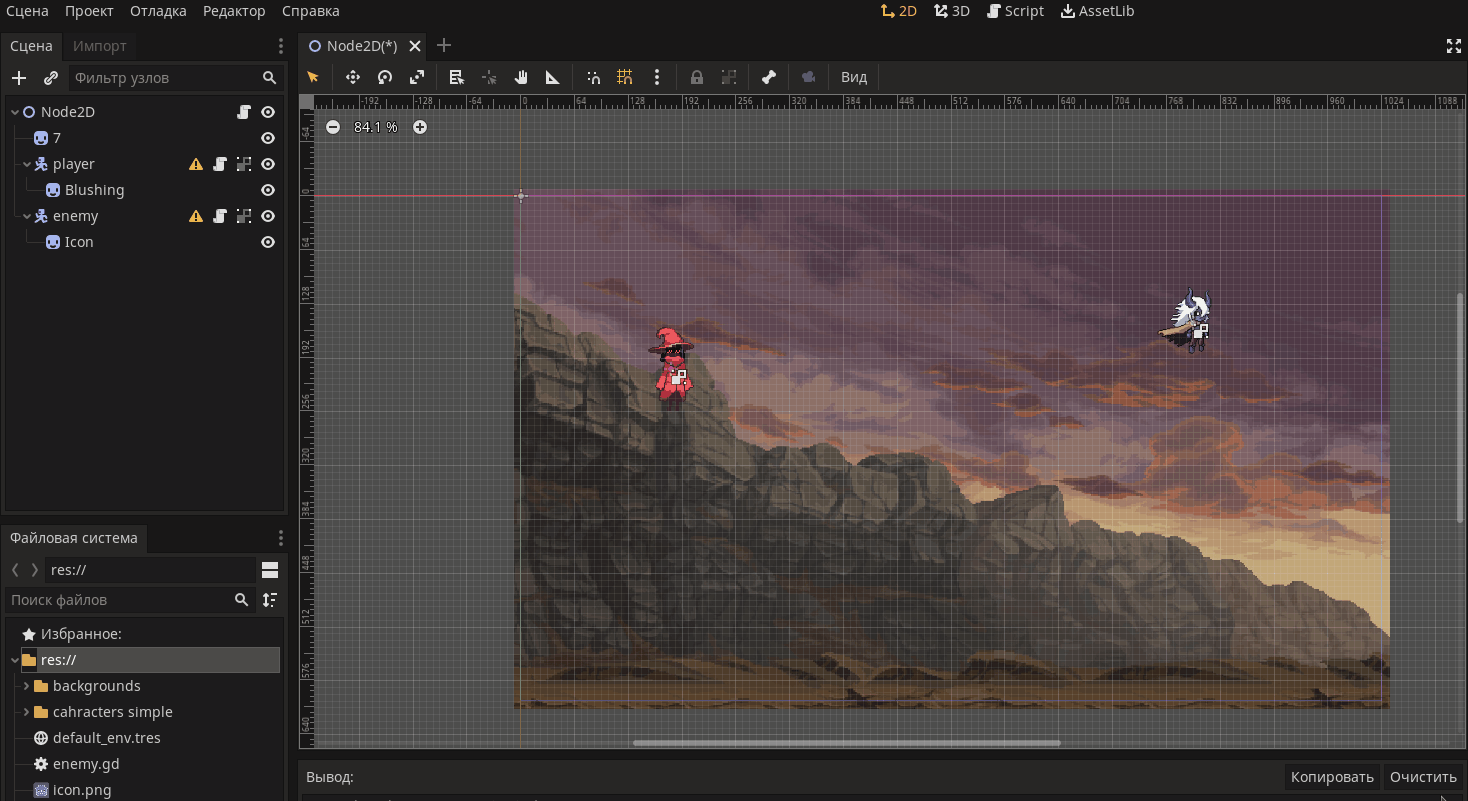 Сцена Проект Отладка Редактор Справка 2D 3D Script AssetLib
Сцена Импорт Node2D(*)
Фильтр узлов Вид
-192 -128 -64 0 64 128 192 256 320 384 448 512 576 640 704 768 832 896 960 1024 1088
Node2D
84.1 %
7
player
Blushing
enemy
Icon
-64
0
64
128
192
256
320
384
448
512
576
640
Файловая система
res://
Поиск файлов
Избранное:
res://
backgrounds
cahracters simple
default_env.tres
enemy.gd
icon.png
Вывод: Копировать Очистить